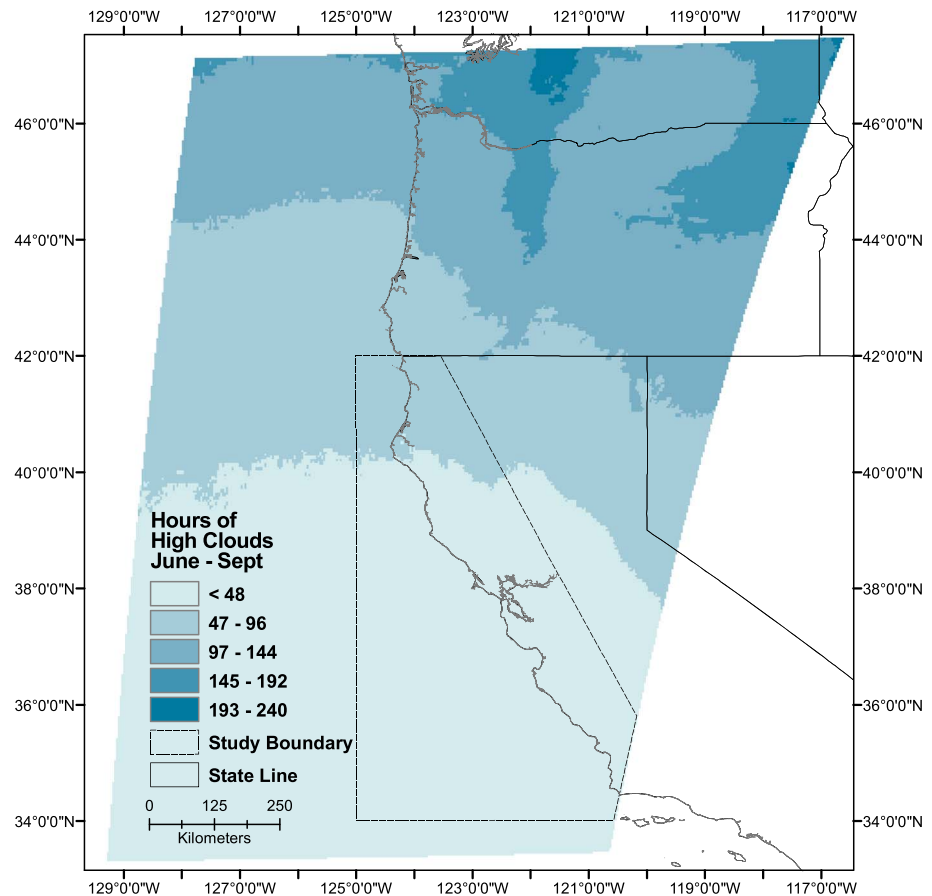 129°0'0"W 127°0'0"W 125°0'0"W 123°0'0"W 121°0'0"W 119°0'0"W 117°0'0"W
46°0'0"N 46°0'0"N
44°0'0"N 44°0'0"N
42°0'0"N 42°0'0"N
40°0'0"N 40°0'0"N
Hours of
High Clouds
June - Sept
38°0'0"N 38°0'0"N
< 48
47 - 96
97 - 144
145 - 192
36°0'0"N 36°0'0"N
193 - 240
Study Boundary
State Line
0 125 250
34°0'0"N 34°0'0"N
Kilometers
129°0'0"W 127°0'0"W 125°0'0"W 123°0'0"W 121°0'0"W 119°0'0"W 117°0'0"W